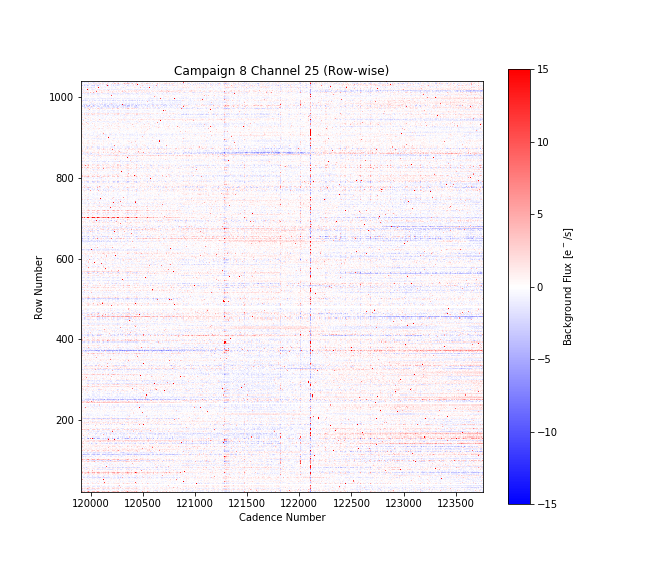 Campaign 8 Channel 25 (Row-wise)
1000
800
600
400
200
Row Number
120000 120500 121000 121500 122000 122500 123000 123500
Cadence Number
15
10
5
0
−5
−10
−15
Background Flux [e⁻/s]